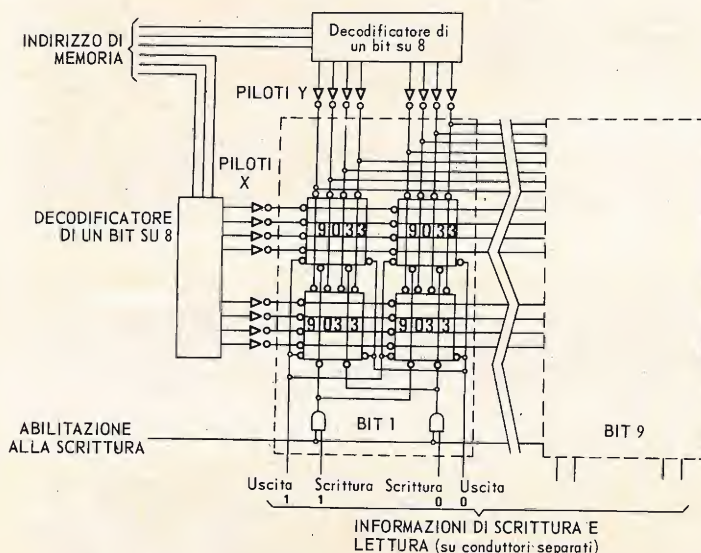 Decodificatore di
un bit su 8
INDIRIZZO DI
MEMORIA
PILOTI Y
PILOTI
X
DECODIFICATORE
DI UN BIT SU 8
9033
9033
9033
9033
ABILITAZIONE
ALLA SCRITTURA
BIT 1
BIT 9
Uscita Scrittura Scrittura Uscita
1 1 0 0
INFORMAZIONI DI SCRITTURA E
LETTURA (su conduttori separati)